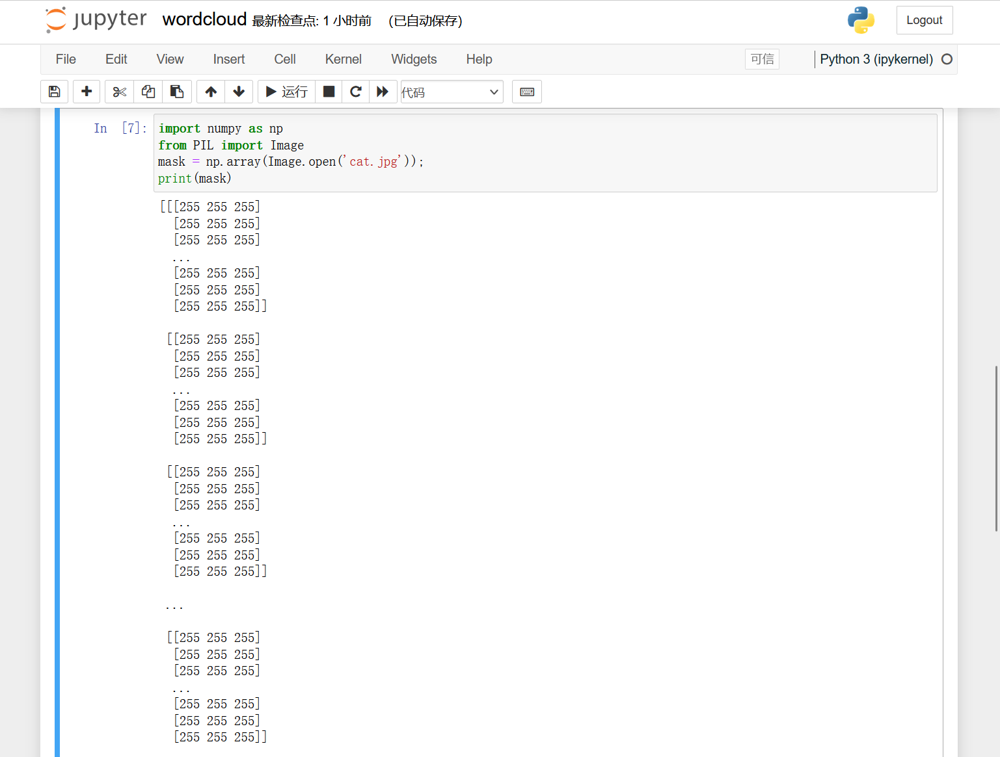 jupyter wordcloud 最新检查点: 1 小时前 (已自动保存) Logout
File Edit View Insert Cell Kernel Widgets Help 可信 Python 3 (ipykernel)
运行 代码
In [7]: import numpy as np
from PIL import Image
mask = np.array(Image.open('cat.jpg'));
print(mask)
[[[255 255 255]
[255 255 255]
[255 255 255]
...
[255 255 255]
[255 255 255]
[255 255 255]]
[[255 255 255]
[255 255 255]
[255 255 255]
...
[255 255 255]
[255 255 255]
[255 255 255]]
[[255 255 255]
[255 255 255]
[255 255 255]
...
[255 255 255]
[255 255 255]
[255 255 255]]
...
[[255 255 255]
[255 255 255]
[255 255 255]
...
[255 255 255]
[255 255 255]
[255 255 255]]